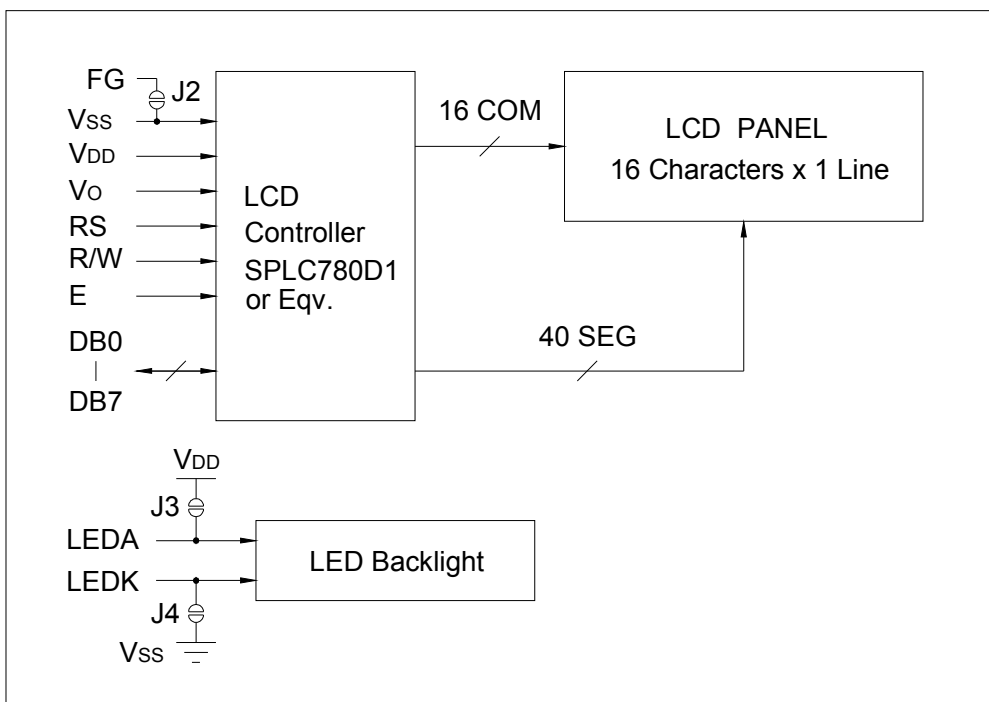 FG
J2
VSS
VDD
VO
RS
R/W
E
DB0
DB7
LCD
Controller
SPLC780D1
or Eqv.
16 COM
LCD PANEL
16 Characters x 1 Line
40 SEG
VDD
J3
LEDA
LEDK
J4
VSS
LED Backlight